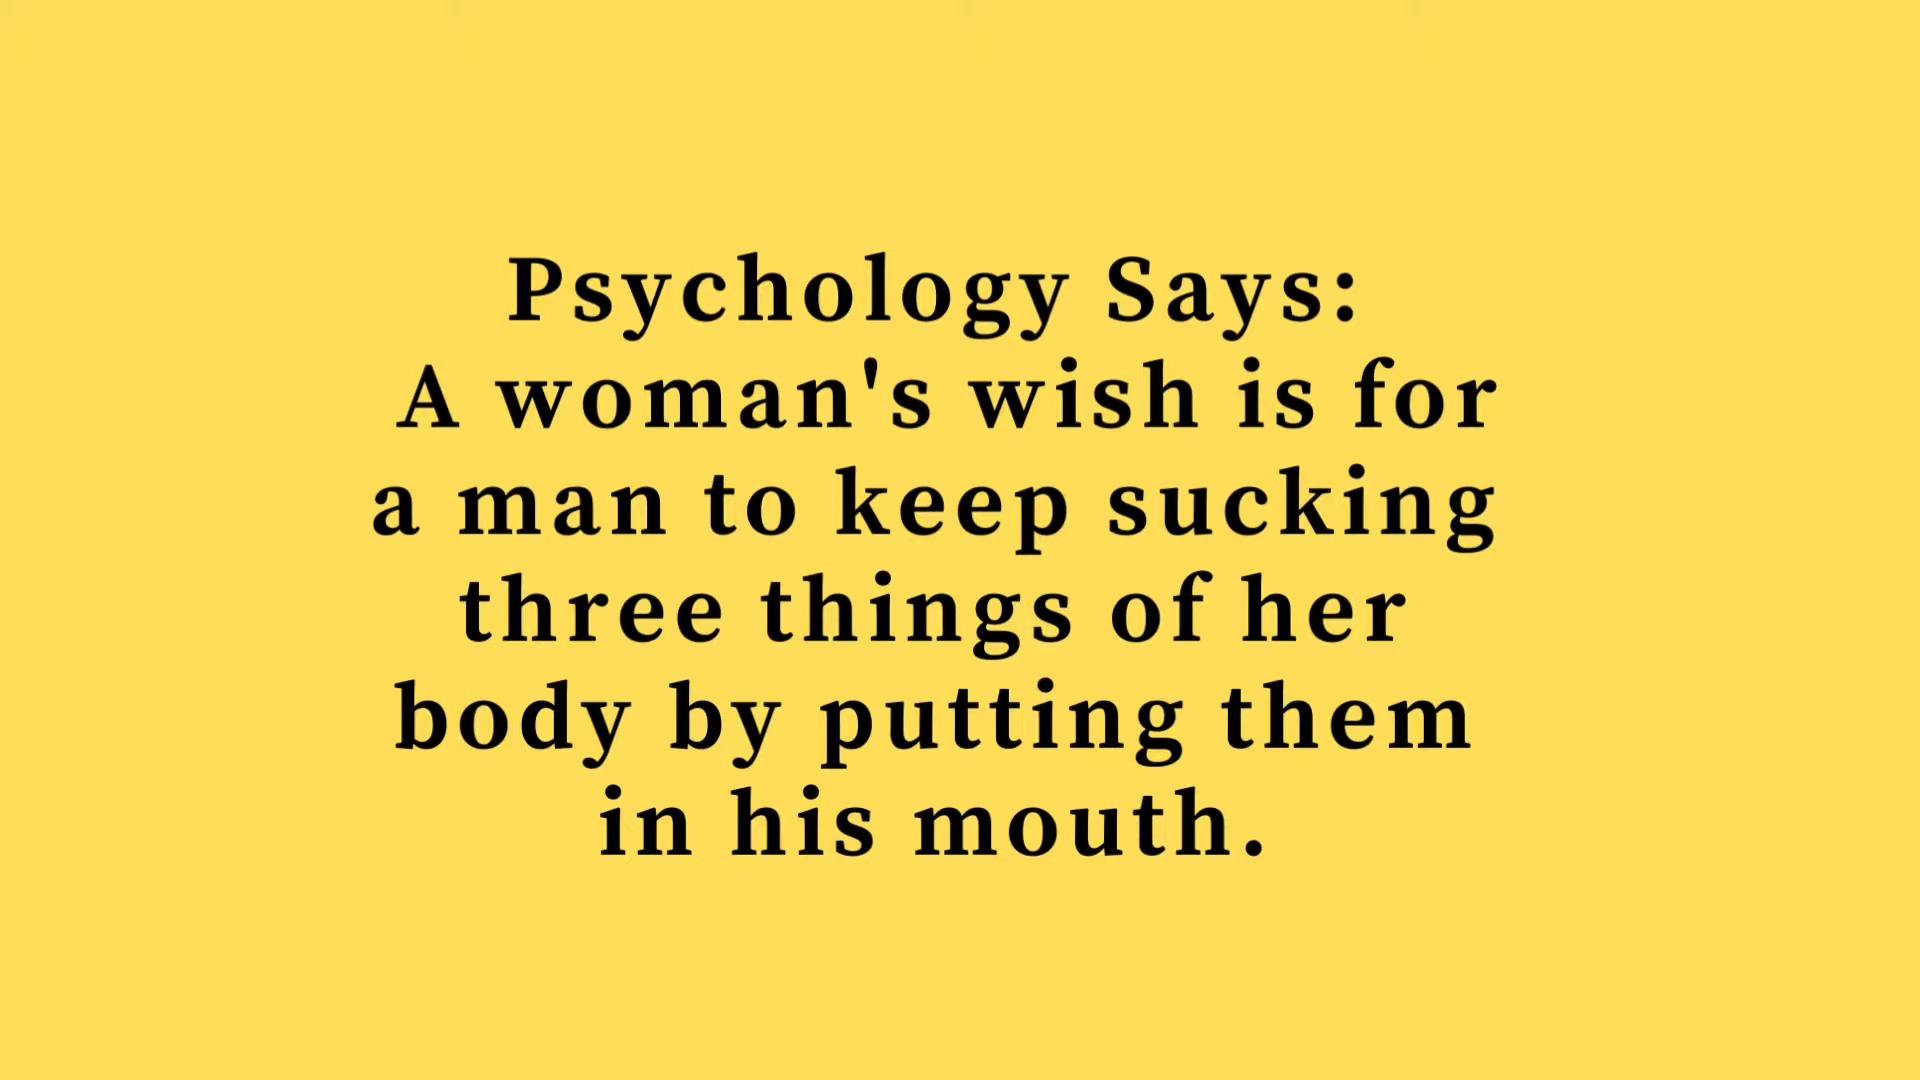 Psychology Says:
A woman's wish is for
a man to keep sucking
three things of her
body by putting them
in his mouth.